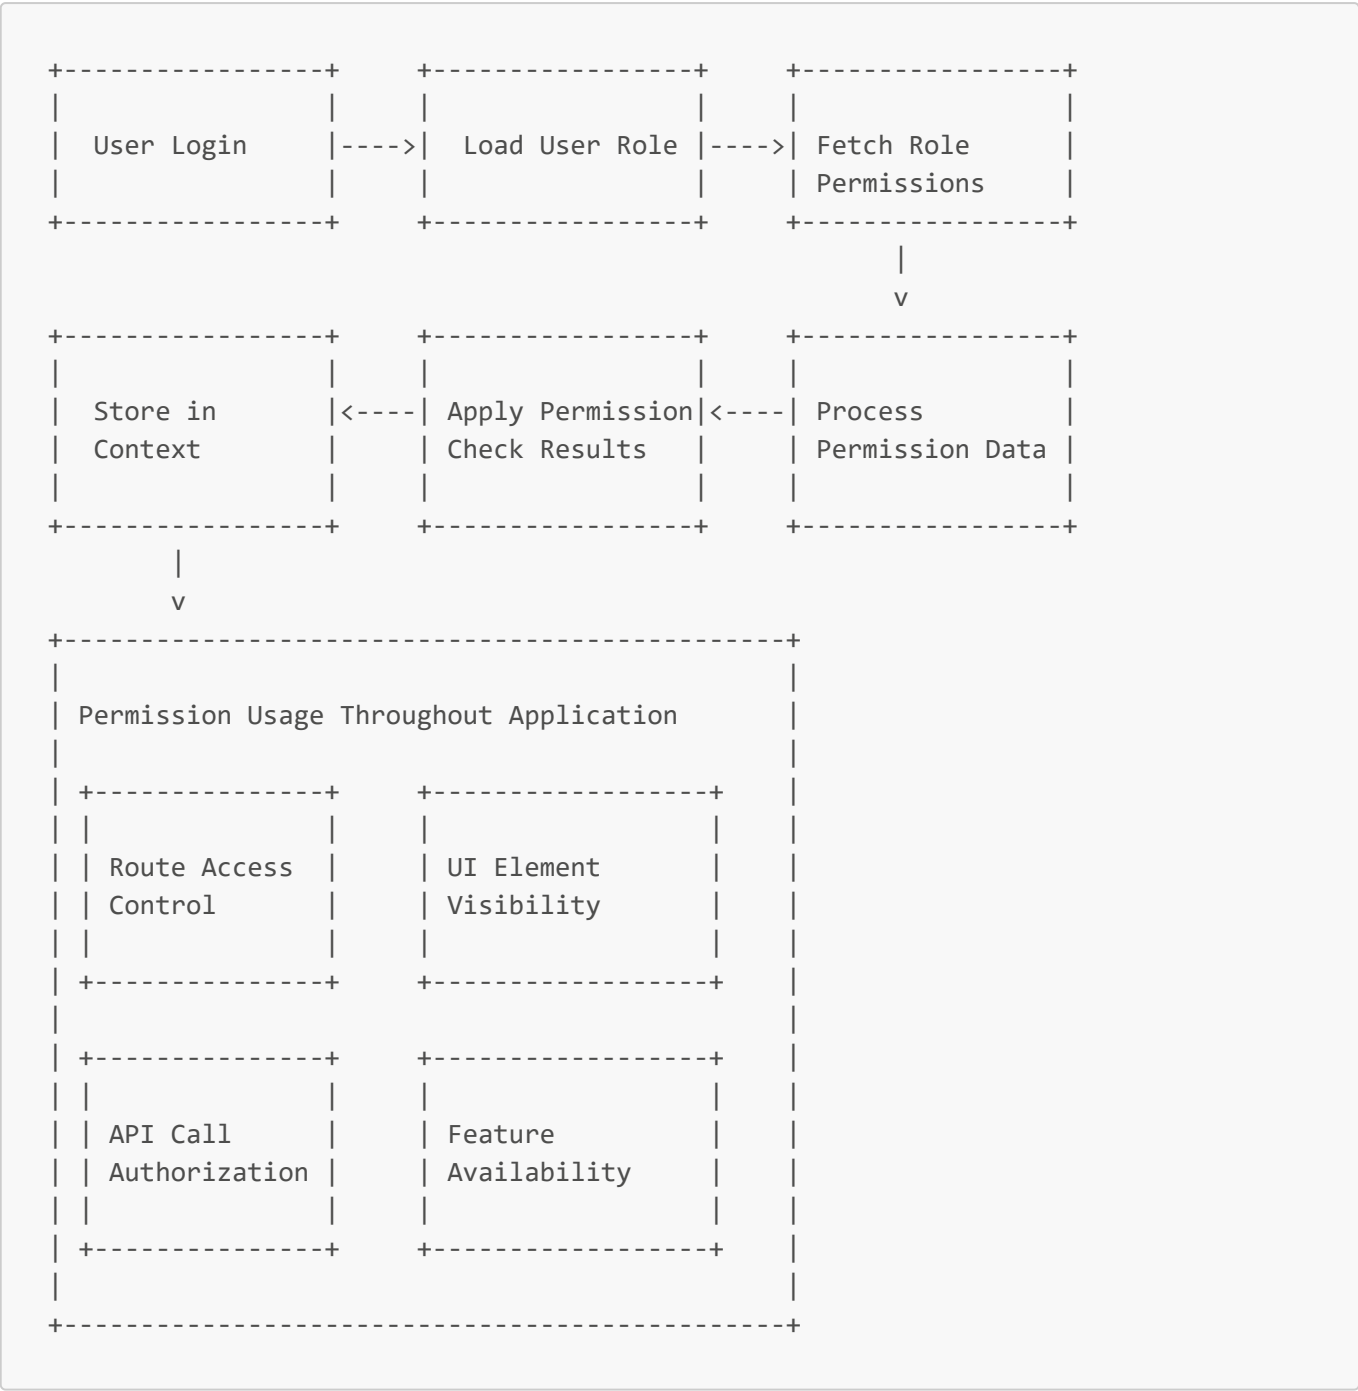 User Login
Load User Role
Fetch Role
Permissions
Store in
Context
Apply Permission
Check Results
Process
Permission Data
Permission Usage Throughout Application
Route Access
Control
UI Element
Visibility
API Call
Authorization
Feature
Availability